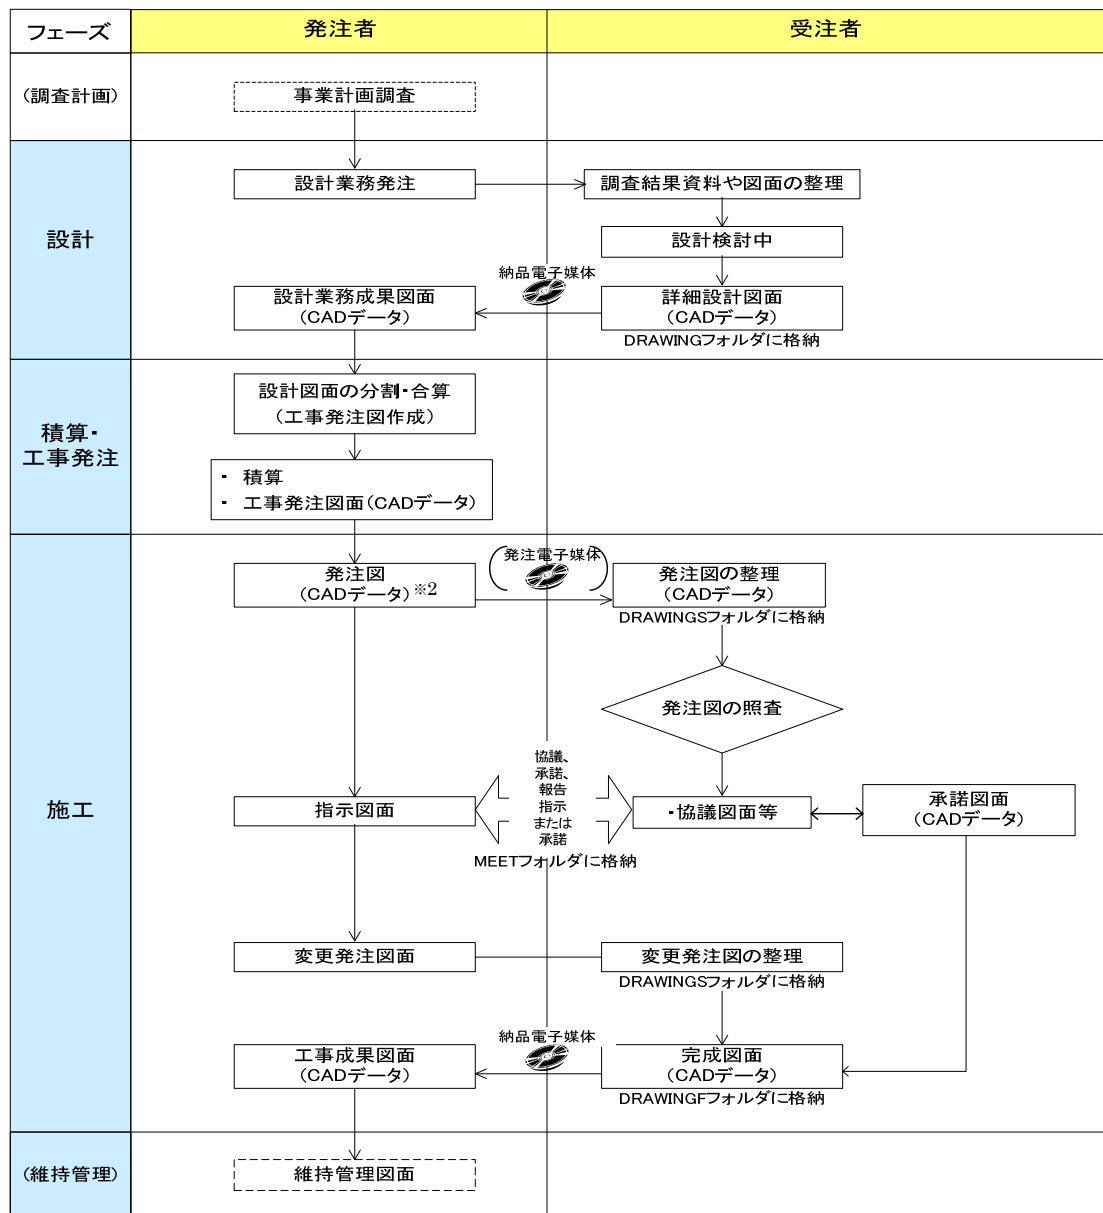 フェーズ
発注者
受注者
(調査計画)
事業計画調査
設計
設計業務発注
調査結果資料や図面の整理
設計検討中
納品電子媒体
設計業務成果図面
(CADデータ)
詳細設計図面
(CADデータ)
DRAWINGフォルダに格納
積算・
工事発注
設計図面の分割・合算
(工事発注図作成)
・ 積算
・ 工事発注図面(CADデータ)
施工
発注図
(CADデータ)※2
発注電子媒体
発注図の整理
(CADデータ)
DRAWINGSフォルダに格納
発注図の照査
協議、
承諾、
報告
指示
または
承諾
指示図面
・協議図面等
承諾図面
(CADデータ)
MEETフォルダに格納
変更発注図面
変更発注図の整理
DRAWINGSフォルダに格納
納品電子媒体
工事成果図面
(CADデータ)
完成図面
(CADデータ)
DRAWINGFフォルダに格納
(維持管理)
維持管理図面